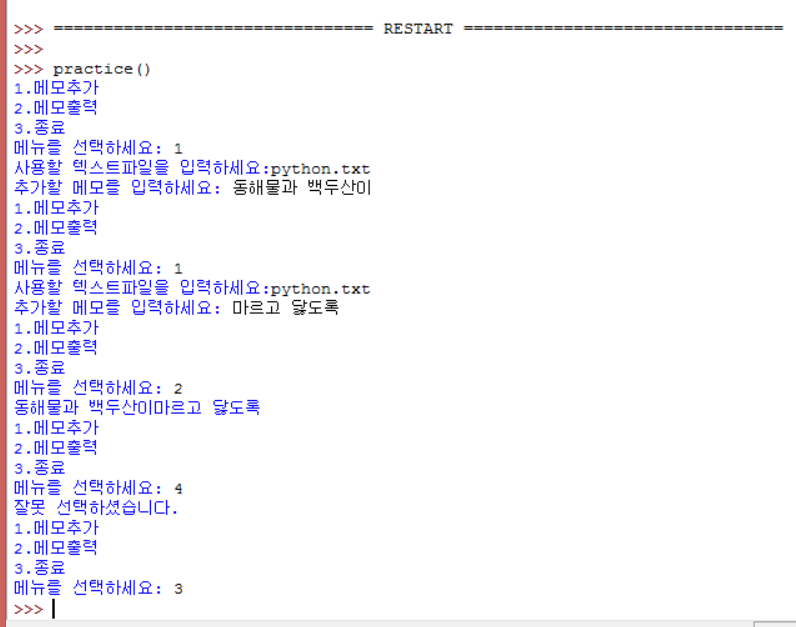 >>> ================================ RESTART ================================
>>>
>>> practice()
1.메모추가
2.메모출력
3.종료
메뉴를 선택하세요: 1
사용할 텍스트파일을 입력하세요:python.txt
추가할 메모를 입력하세요: 동해물과 백두산이
1.메모추가
2.메모출력
3.종료
메뉴를 선택하세요: 1
사용할 텍스트파일을 입력하세요:python.txt
추가할 메모를 입력하세요: 마르고 닳도록
1.메모추가
2.메모출력
3.종료
메뉴를 선택하세요: 2
동해물과 백두산이마르고 닳도록
1.메모추가
2.메모출력
3.종료
메뉴를 선택하세요: 4
잘못 선택하셨습니다.
1.메모추가
2.메모출력
3.종료
메뉴를 선택하세요: 3
>>>